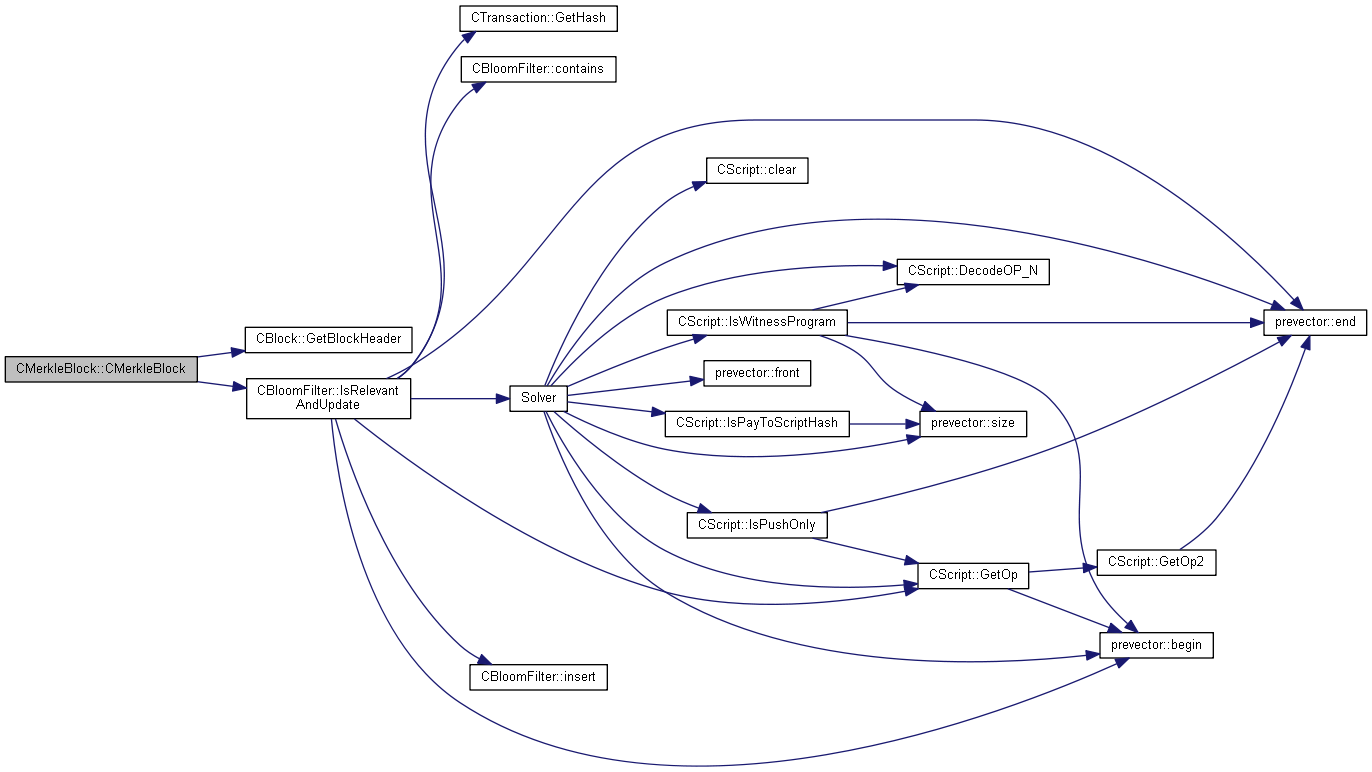 CTransaction::GetHash
CBloomFilter::contains
CScript::clear
CScript::DecodeOP_N
CScript::IsWitnessProgram
prevector::end
CBlock::GetBlockHeader
CMerkleBlock::CMerkleBlock
prevector::front
CBloomFilter::IsRelevant
AndUpdate
Solver
CScript::IsPayToScriptHash
prevector::size
CScript::IsPushOnly
CScript::GetOp2
CScript::GetOp
prevector::begin
CBloomFilter::insert